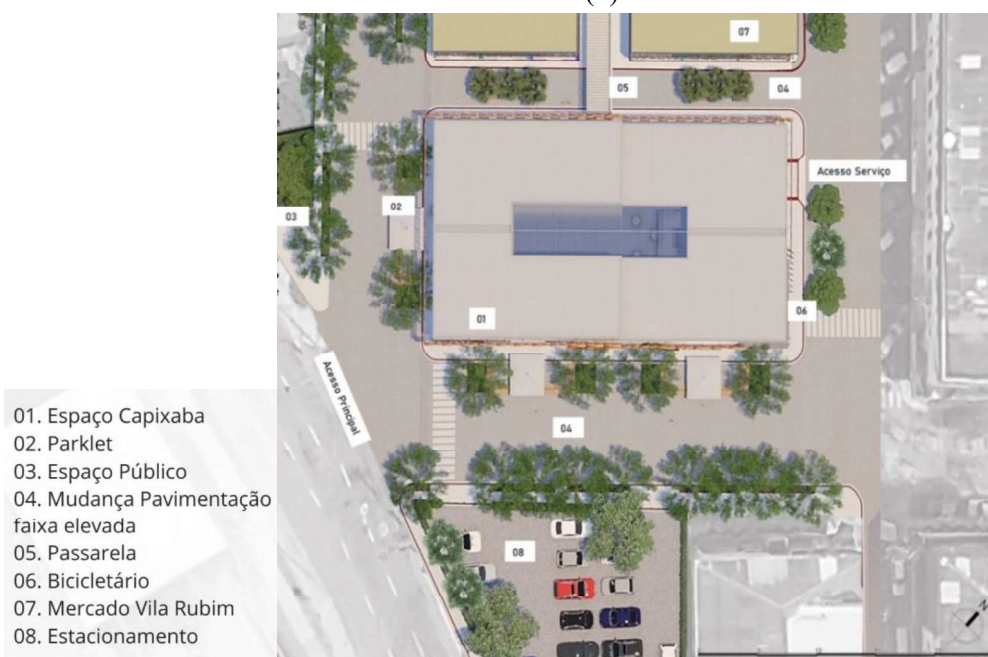 07
05
04
Acesso Serviço
02
03
01
06
Acesso Principal
04
08
N
01. Espaço Capixaba
02. Parklet
03. Espaço Público
04. Mudança Pavimentação
faixa elevada
05. Passarela
06. Bicicletário
07. Mercado Vila Rubim
08. Estacionamento